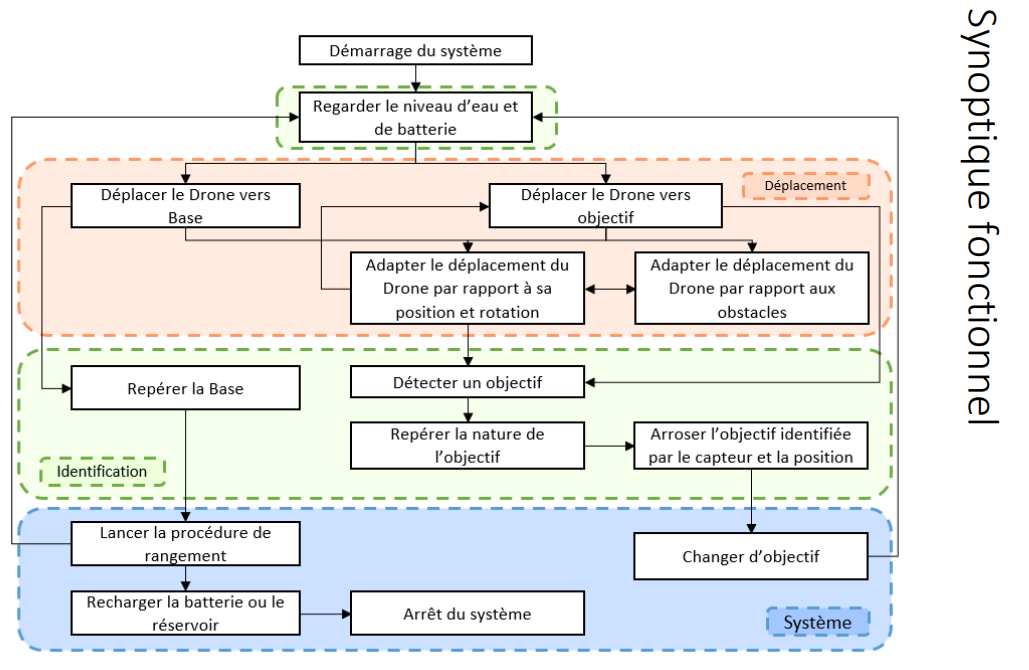 Synoptique fonctionnel
Démarrage du système
Regarder le niveau d'eau et
de batterie
Déplacement
Déplacer le Drone vers
Base
Déplacer le Drone vers
objectif
Adapter le déplacement du
Drone par rapport à sa
position et rotation
Adapter le déplacement du
Drone par rapport aux
obstacles
Repérer la Base
Détecter un objectif
Repérer la nature de
l'objectif
Arroser l'objectif identifiée
par le capteur et la position
Identification
Lancer la procédure de
rangement
Changer d'objectif
Recharger la batterie ou le
réservoir
Arrêt du système
Système